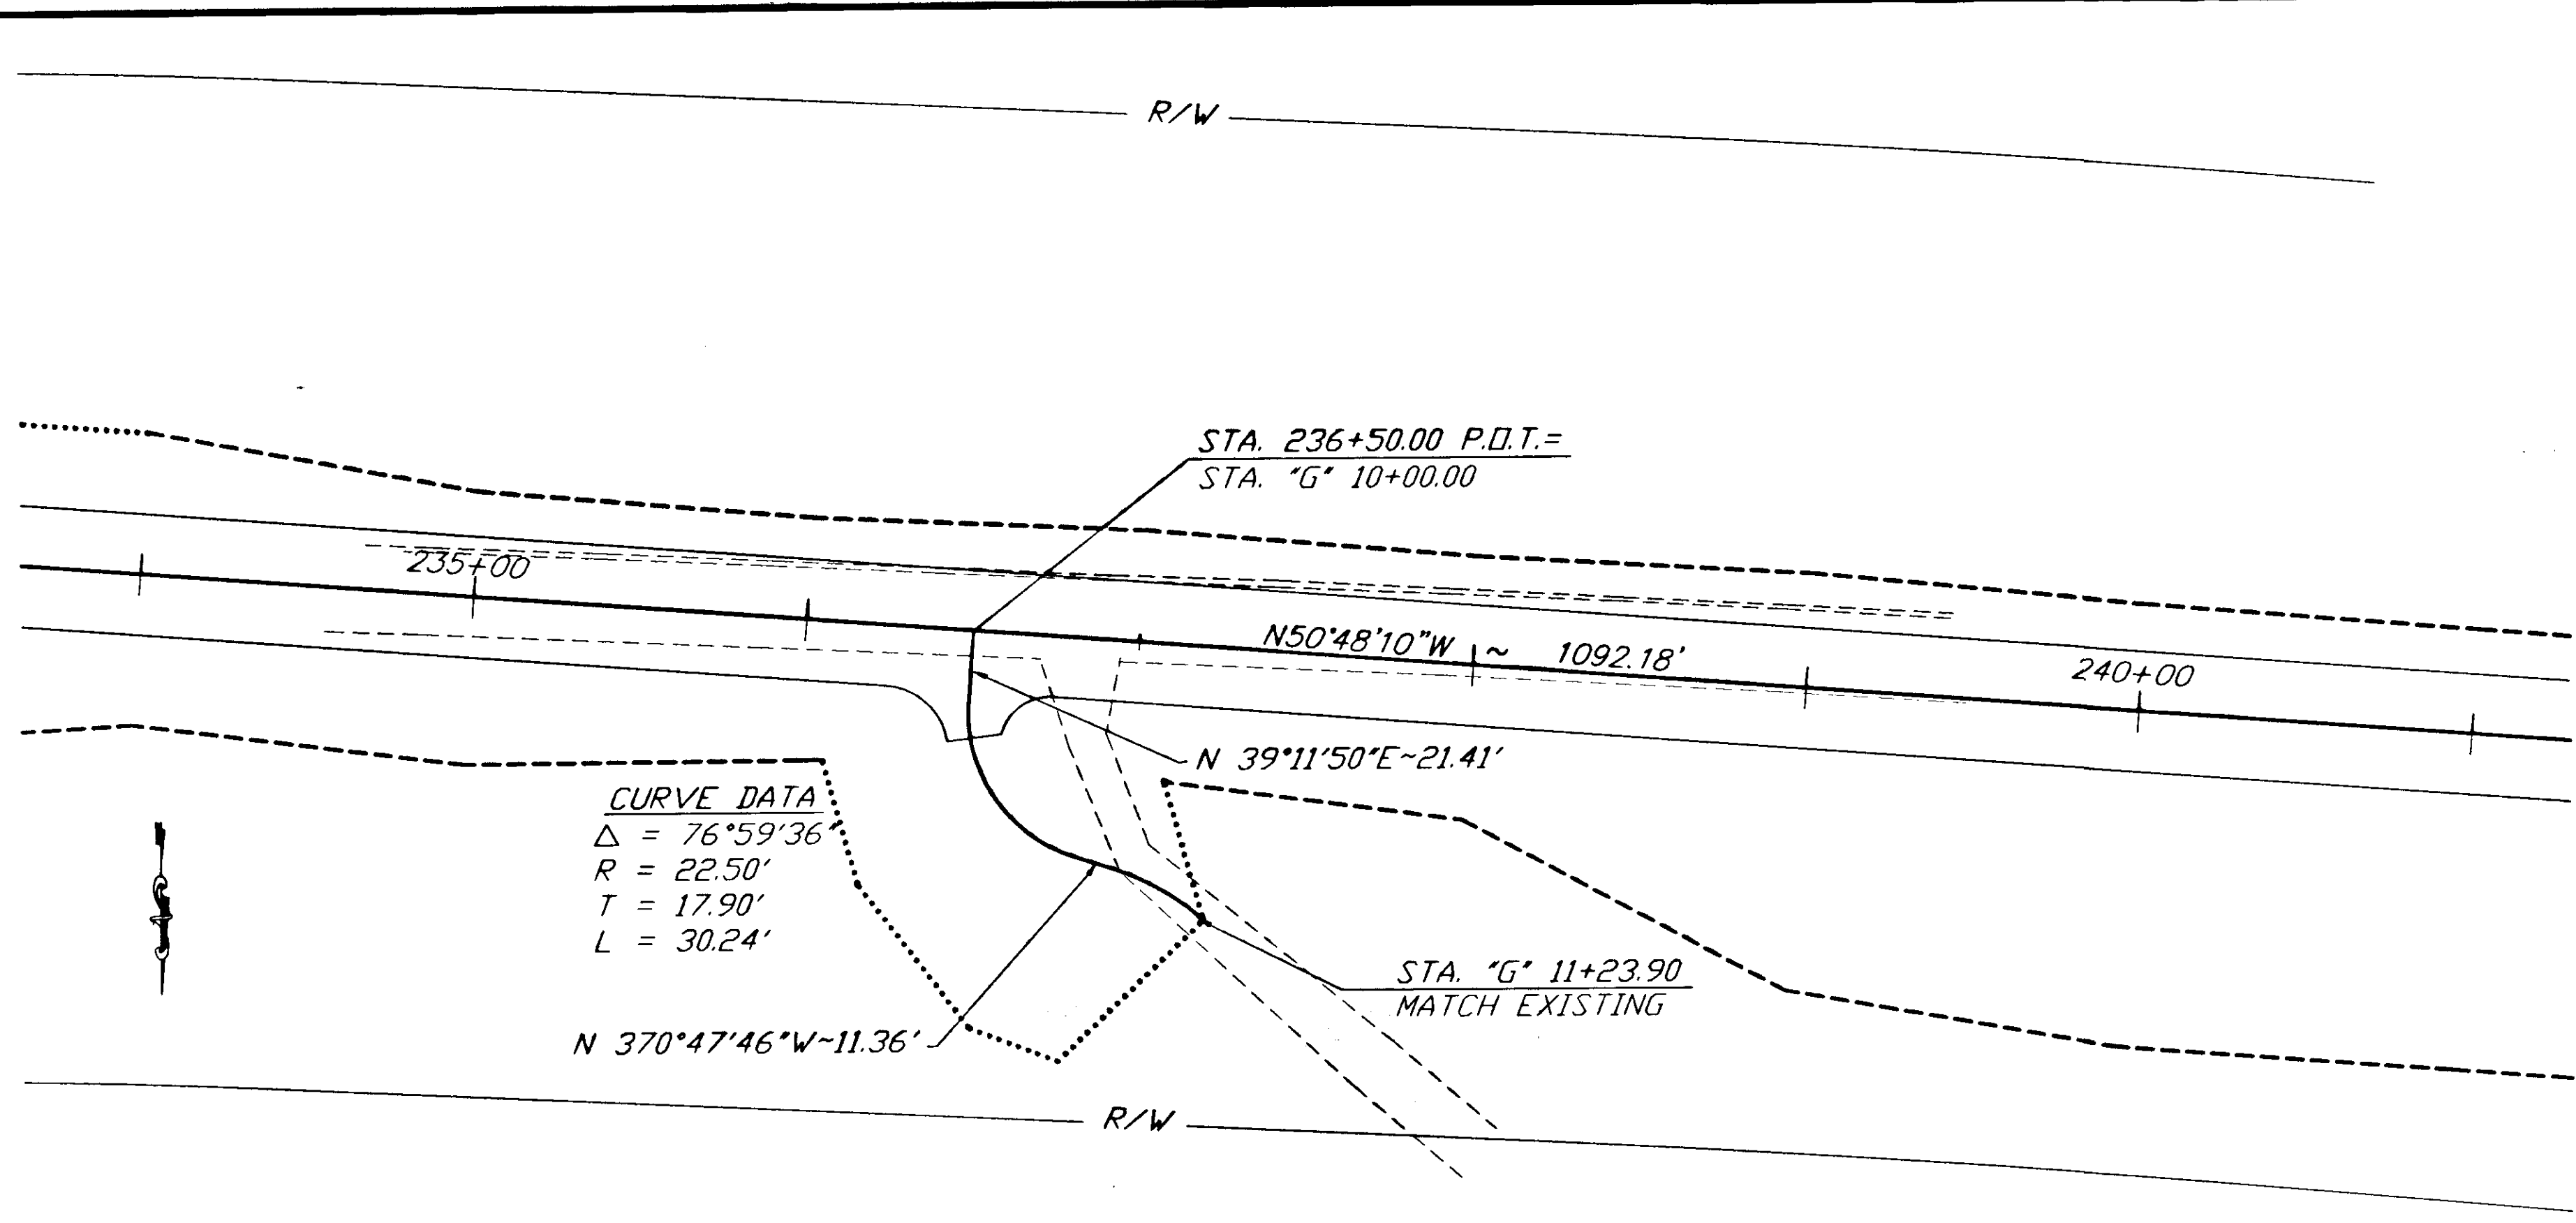 R/W
STA. 236+50.00 P.O.T.=
STA. "G" 10+00.00
235+00
N50°48'10"W ~ 1092.18'
240+00
N 39°11'50"E~21.41'
CURVE DATA
Δ = 76°59'36"
R = 22.50'
T = 17.90'
L = 30.24'
STA. "G" 11+23.90
MATCH EXISTING
N 370°47'46"W~11.36'
R/W